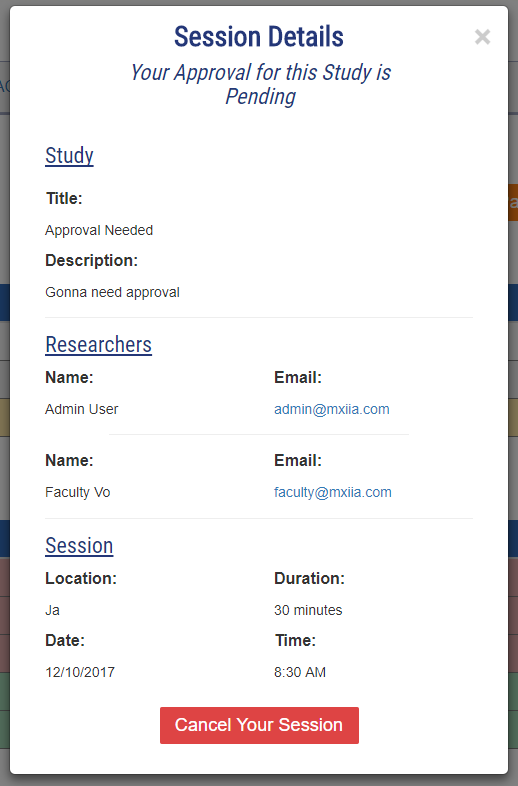 Session Details
×
Your Approval for this Study is
Pending
Study
Title:
Approval Needed
Description:
Gonna need approval
Researchers
Name: Email:
Admin User admin@mxiia.com
Name: Email:
Faculty Vo faculty@mxiia.com
Session
Location: Duration:
Ja 30 minutes
Date: Time:
12/10/2017 8:30 AM
Cancel Your Session